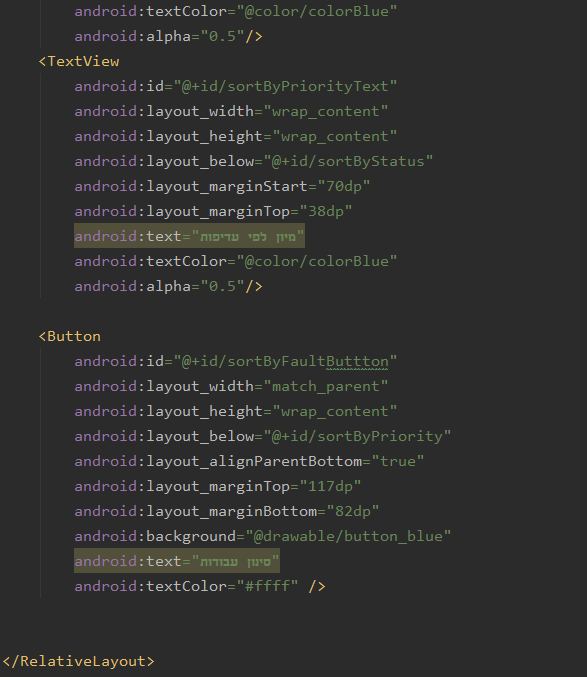 android:textColor="@color/colorBlue"
android:alpha="0.5"/>
<TextView
android:id="@+id/sortByPriorityText"
android:layout_width="wrap_content"
android:layout_height="wrap_content"
android:layout_below="@+id/sortByStatus"
android:layout_marginStart="70dp"
android:layout_marginTop="38dp"
android:text="מיון לפי עדיפות"
android:textColor="@color/colorBlue"
android:alpha="0.5"/>
<Button
android:id="@+id/sortByFaultButtton"
android:layout_width="match_parent"
android:layout_height="wrap_content"
android:layout_below="@+id/sortByPriority"
android:layout_alignParentBottom="true"
android:layout_marginTop="117dp"
android:layout_marginBottom="82dp"
android:background="@drawable/button_blue"
android:text="סינון עבודות"
android:textColor="#ffff" />
</RelativeLayout>